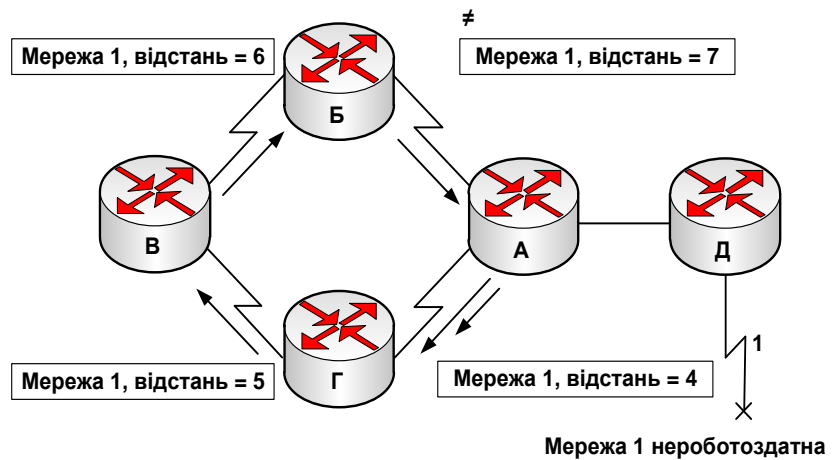 ≠
Мережа 1, відстань = 6
Мережа 1, відстань = 7
Б
В
А
Д
Г
1
Мережа 1, відстань = 5
Мережа 1, відстань = 4
Мережа 1 нероботоздатна